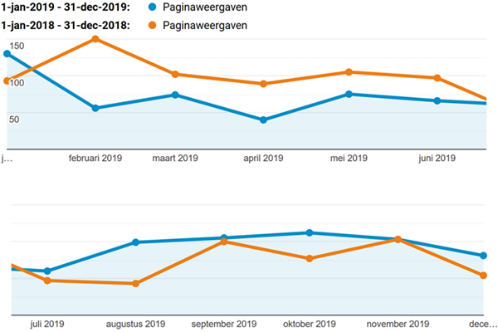 1-jan-2019 - 31-dec-2019: Paginaweergaven
1-jan-2018 - 31-dec-2018: Paginaweergaven
150
100
50
j… februari 2019 maart 2019 april 2019 mei 2019 juni 2019
juli 2019 augustus 2019 september 2019 oktober 2019 november 2019 dece…